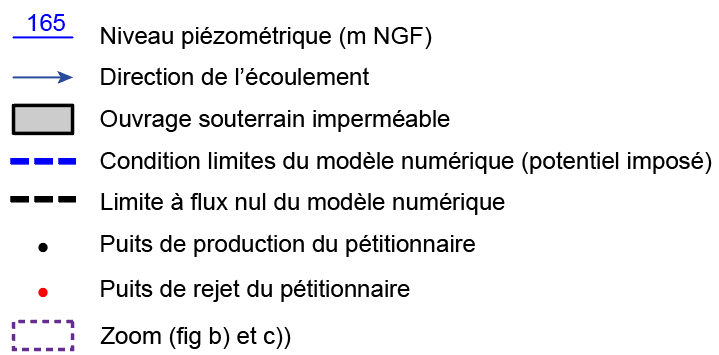 165
Niveau piézométrique (m NGF)
Direction de l’écoulement
Ouvrage souterrain imperméable
Condition limites du modèle numérique (potentiel imposé)
Limite à flux nul du modèle numérique
Puits de production du pétitionnaire
Puits de rejet du pétitionnaire
Zoom (fig b) et c))